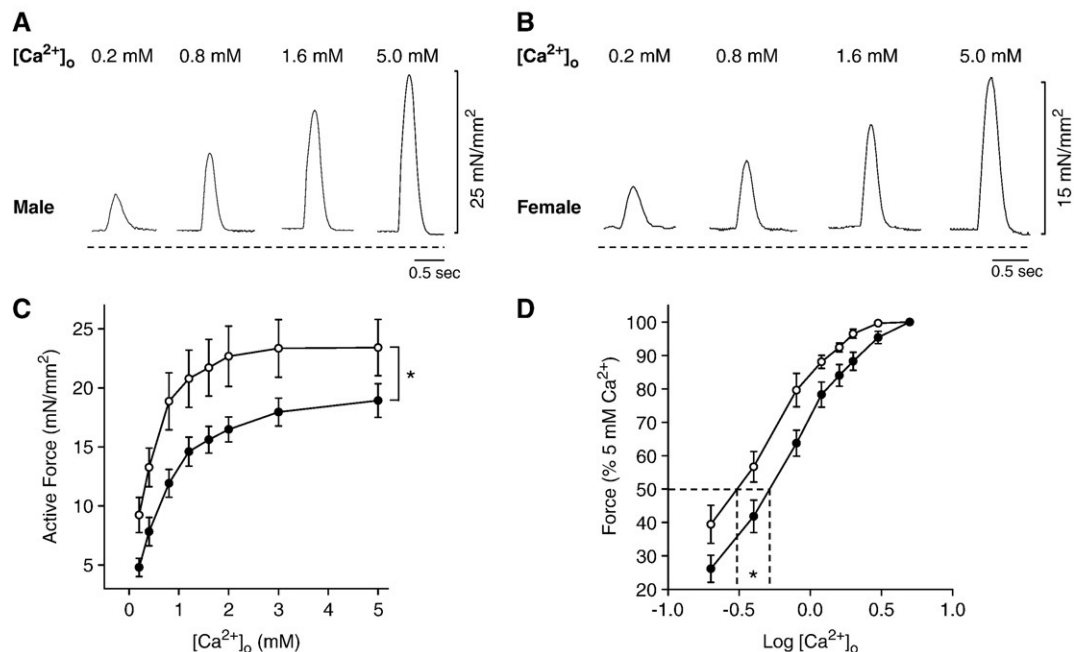 A
[Ca²⁺]ₒ 0.2 mM 0.8 mM 1.6 mM 5.0 mM
25 mN/mm²
Male
0.5 sec
B
[Ca²⁺]ₒ 0.2 mM 0.8 mM 1.6 mM 5.0 mM
15 mN/mm²
Female
0.5 sec
C
25
20
15
10
5
Active Force (mN/mm²)
*
0 1 2 3 4 5
[Ca²⁺]ₒ (mM)
D
100
90
80
70
60
50
40
30
20
Force (% 5 mM Ca²⁺)
*
-1.0 -0.5 0.0 0.5 1.0
Log [Ca²⁺]ₒ